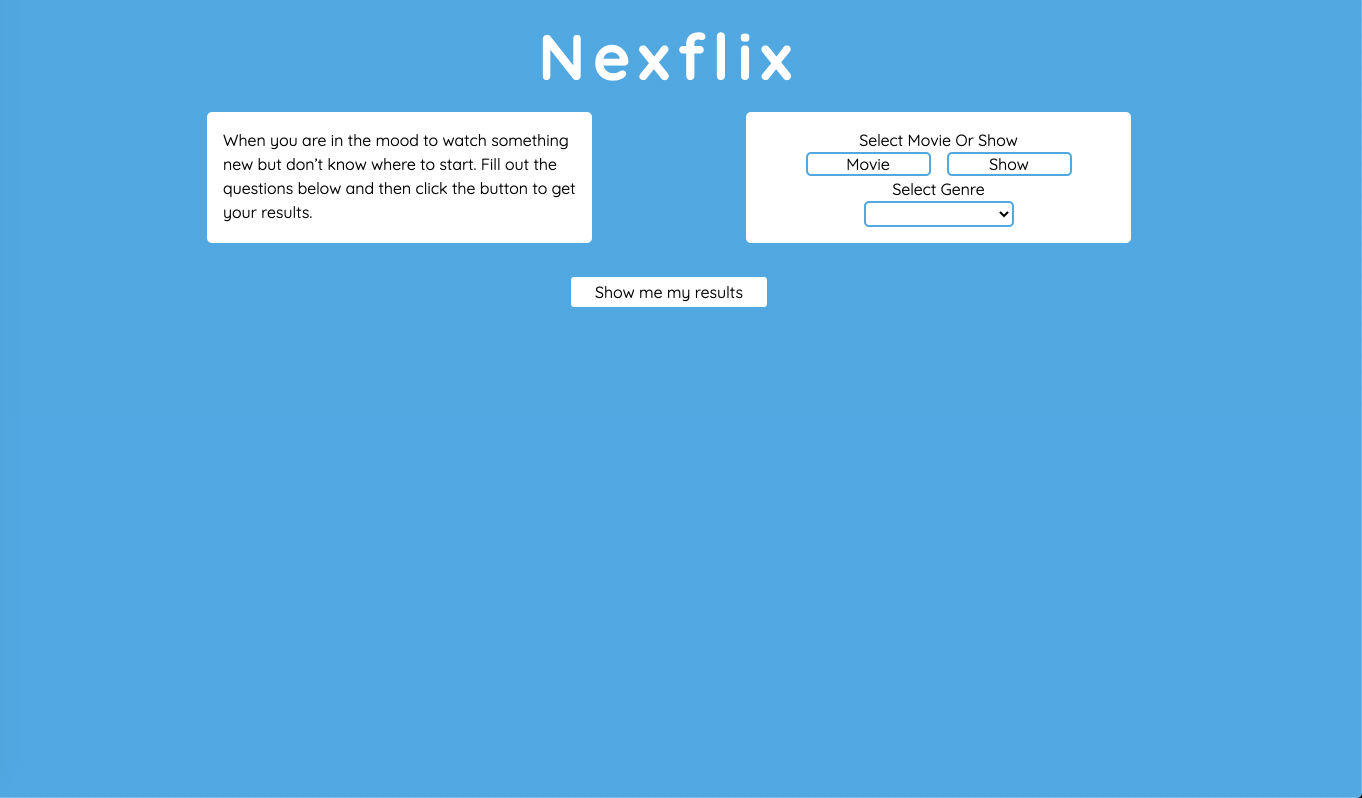 Nexflix
When you are in the mood to watch something
new but don’t know where to start. Fill out the
questions below and then click the button to get
your results.
Select Movie Or Show
Movie Show
Select Genre
Show me my results